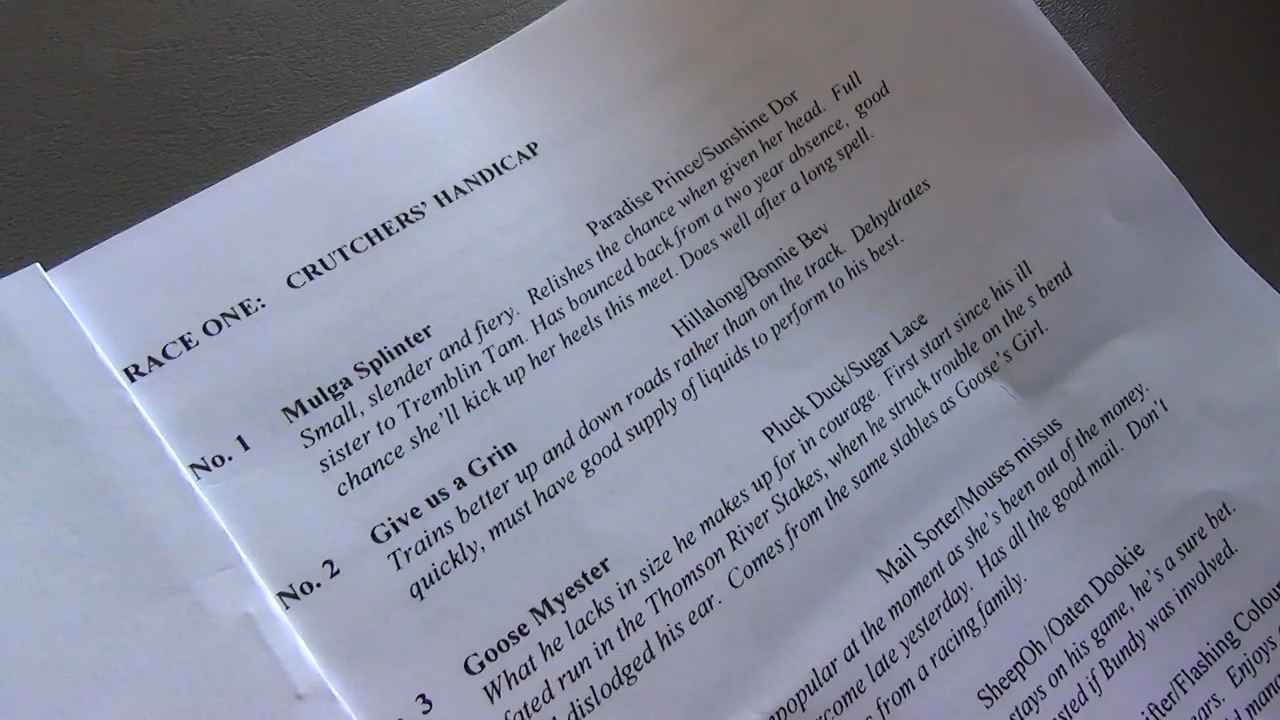 RACE ONE: CRUTCHERS' HANDICAP
No. 1 Mulga Splinter Paradise Prince/Sunshine Dor
Small, slender and fiery. Relishes the chance when given her head. Full
sister to Tremblin Tam. Has bounced back from a two year absence, good
chance she'll kick up her heels this meet. Does well after a long spell.
No. 2 Give us a Grin Hillalong/Bonnie Bev
Trains better up and down roads rather than on the track. Dehydrates
quickly, must have good supply of liquids to perform to his best.
3 Goose Myester Pluck Duck/Sugar Lace
What he lacks in size he makes up for in courage. First start since his ill
fated run in the Thomson River Stakes, when he struck trouble on the s bend
dislodged his ear. Comes from the same stables as Goose's Girl.
Mail Sorter/Mouses missus
at the moment as she's been out of the money.
late yesterday. Has all the good mail. Don't
from a racing family.
SheepOh /Oaten Dookie
stays on his game, he's a sure bet.
if Bundy was involved.
Enjoys